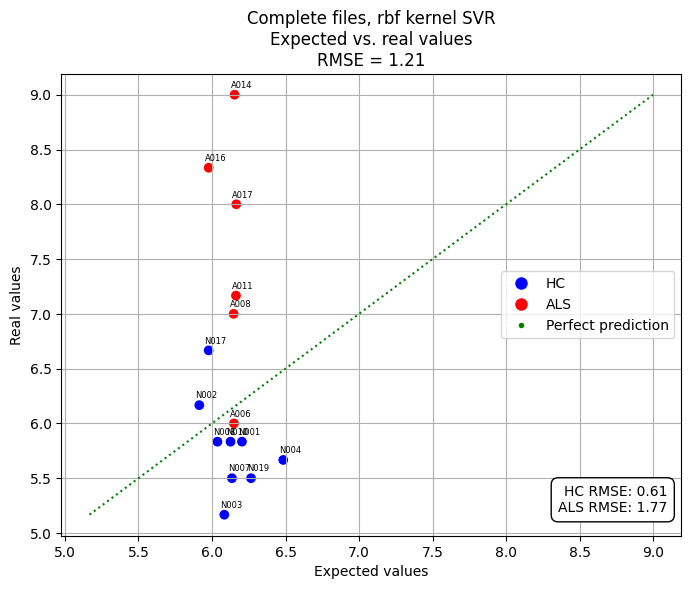 Complete files, rbf kernel SVR
Expected vs. real values
RMSE = 1.21
9.0
8.5
8.0
7.5
7.0
6.5
6.0
5.5
5.0
Real values
A014
A016
A017
A011
A008
N017
N002
A006
N001
N004
N007
N019
N003
HC
ALS
Perfect prediction
HC RMSE: 0.61
ALS RMSE: 1.77
5.0 5.5 6.0 6.5 7.0 7.5 8.0 8.5 9.0
Expected values